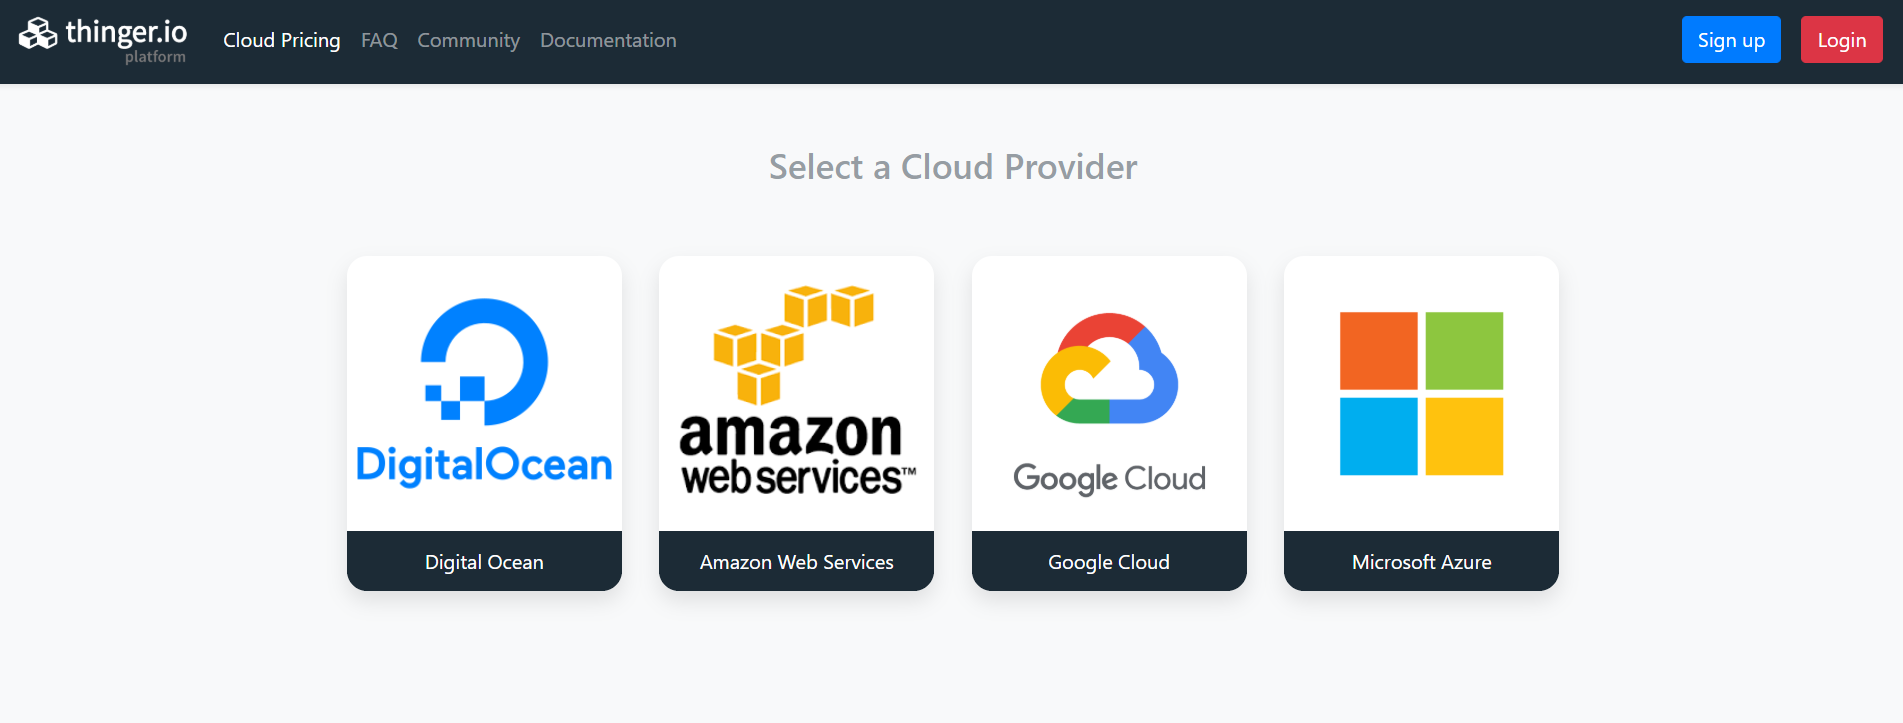 thinger.io
platform
Cloud Pricing FAQ Community Documentation
Sign up Login
Select a Cloud Provider
DigitalOcean
Digital Ocean
amazon
web services™
Amazon Web Services
Google Cloud
Google Cloud
Microsoft Azure